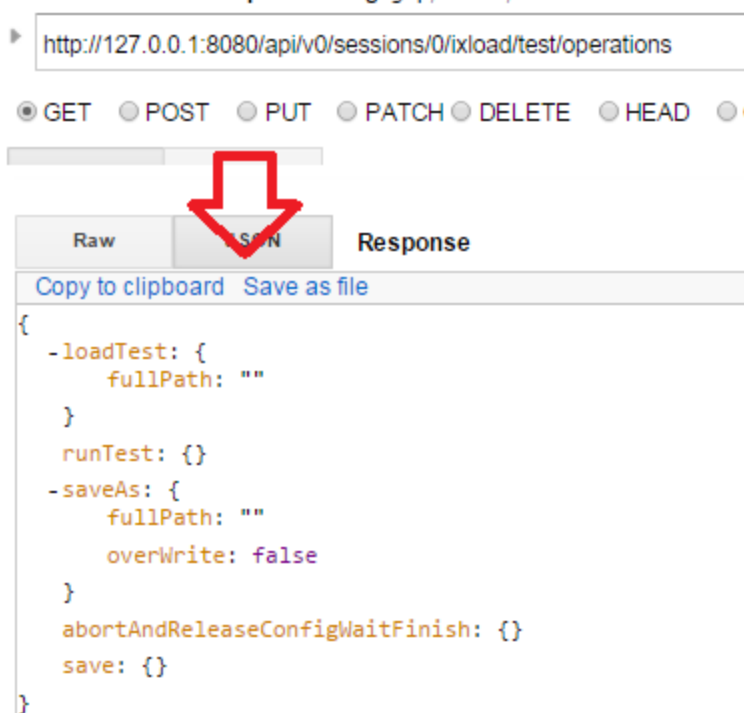 http://127.0.0.1:8080/api/v0/sessions/0/ixload/test/operations
GET POST PUT PATCH DELETE HEAD
Raw JSON Response
Copy to clipboard Save as file
{
-loadTest: {
fullPath: ""
}
runTest: {}
-saveAs: {
fullPath: ""
overWrite: false
}
abortAndReleaseConfigWaitFinish: {}
save: {}
}